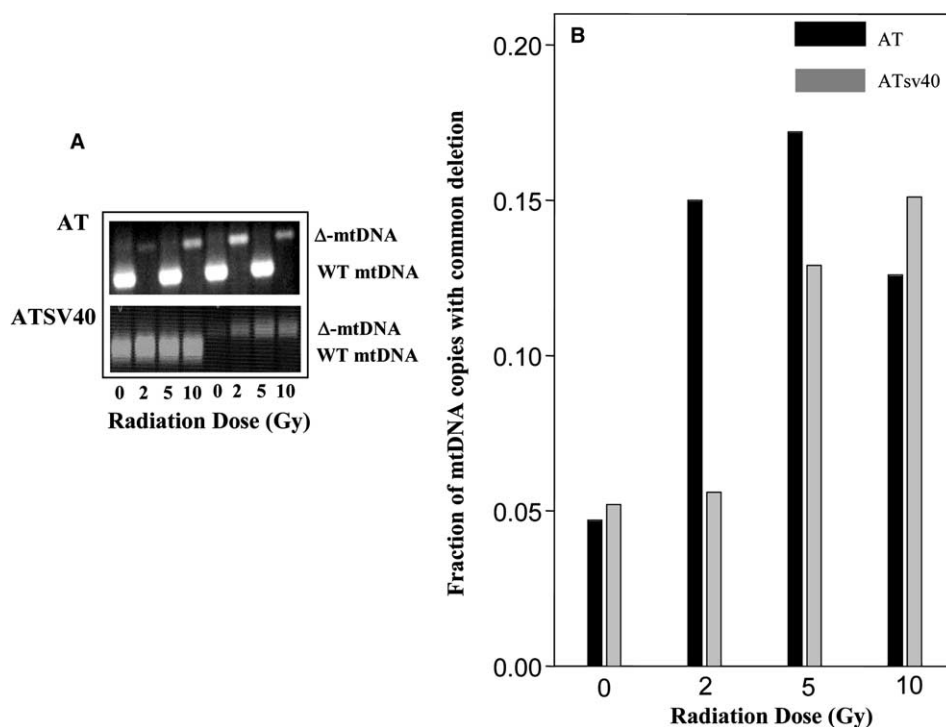 A
AT
Δ-mtDNA
WT mtDNA
ATSV40
Δ-mtDNA
WT mtDNA
0 2 5 10 0 2 5 10
Radiation Dose (Gy)
B
AT
ATsv40
Fraction of mtDNA copies with common deletion
0.20
0.15
0.10
0.05
0.00
0 2 5 10
Radiation Dose (Gy)